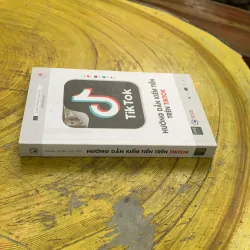 TikTok
HƯỚNG DẪN KIẾM TIỀN
TRÊN TIKTOK
HƯỚNG DẪN KIẾM TIỀN TRÊN TIKTOK